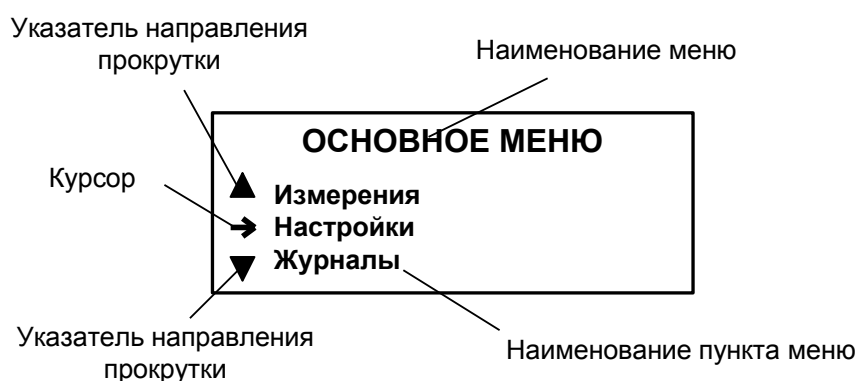 Указатель направления
прокрутки
Наименование меню
ОСНОВНОЕ МЕНЮ
Курсор
Измерения
Настройки
Журналы
Указатель направления
прокрутки
Наименование пункта меню